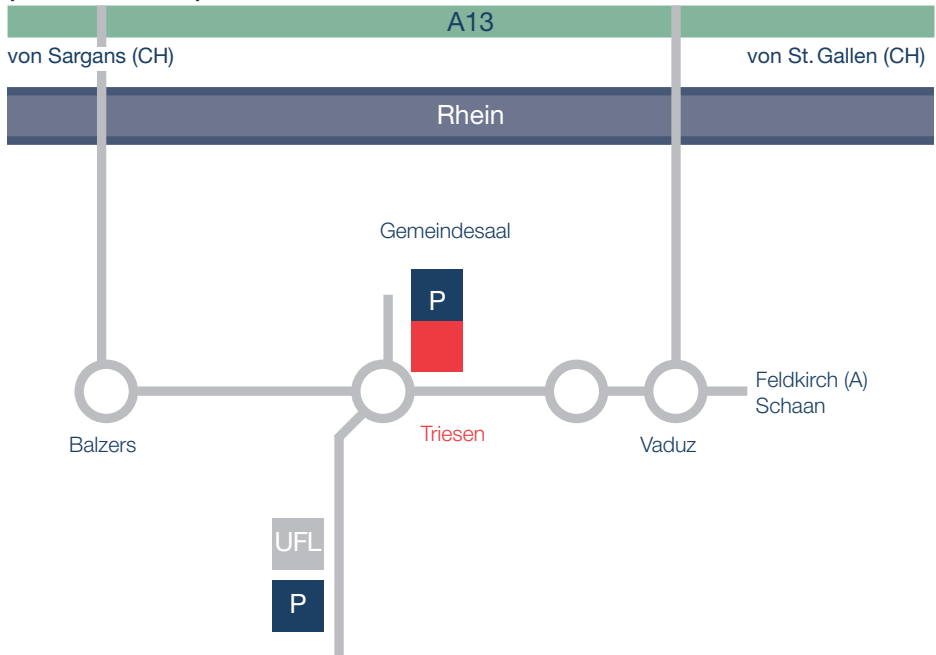 A13
von Sargans (CH)
von St. Gallen (CH)
Rhein
Gemeindesaal
P
Feldkirch (A)
Schaan
Triesen
Balzers
Vaduz
UFL
P